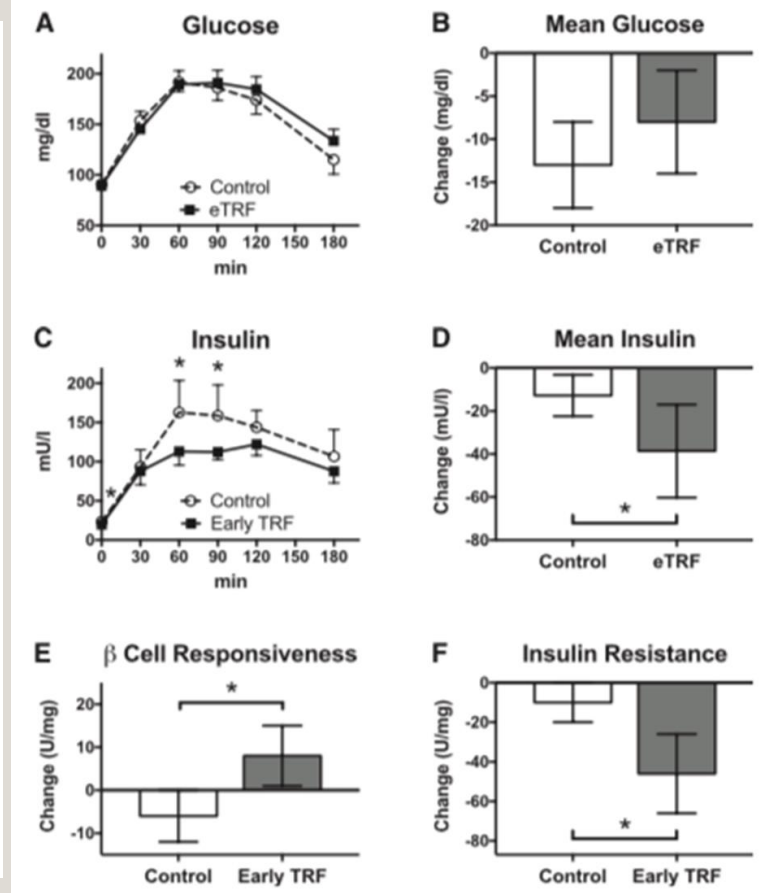 A Glucose
mg/dl
200
150
100
50
Control
eTRF
0 30 60 90 120 150 180
min
B Mean Glucose
Change (mg/dl)
0
-5
-10
-15
-20
Control eTRF
C Insulin
mU/l
200
150
100
50
0
* * *
Control
Early TRF
0 30 60 90 120 150 180
min
D Mean Insulin
Change (mU/l)
0
-20
-40
-60
-80
*
Control eTRF
E β Cell Responsiveness
Change (U/mg)
20
10
0
-10
*
Control Early TRF
F Insulin Resistance
Change (U/mg)
0
-20
-40
-60
-80
*
Control Early TRF